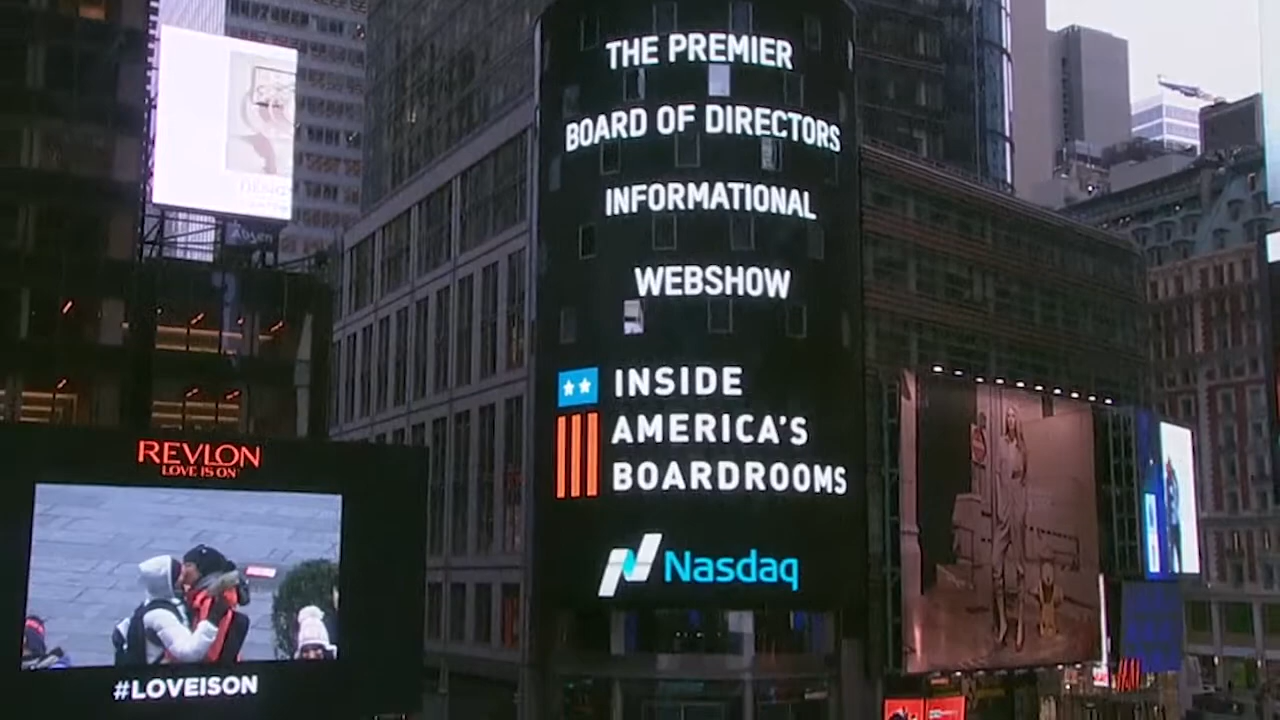 THE PREMIER
BOARD OF DIRECTORS
INFORMATIONAL
WEBSHOW
INSIDE
AMERICA'S
BOARDROOMS
Nasdaq
REVLON
LOVE IS ON
#LOVEISON